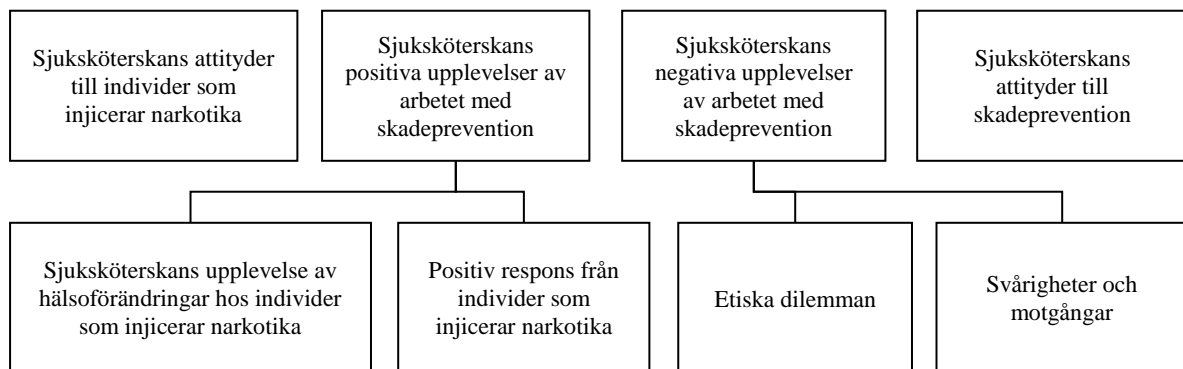 Sjuksköterskans attityder
till individer som
injicerar narkotika
Sjuksköterskans
positiva upplevelser av
arbetet med
skadeprevention
Sjuksköterskans
negativa upplevelser
av arbetet med
skadeprevention
Sjuksköterskans
attityder till
skadeprevention
Sjuksköterskans upplevelse av
hälsoförändringar hos individer
som injicerar narkotika
Positiv respons från
individer som
injicerar narkotika
Etiska dilemman
Svårigheter och
motgångar